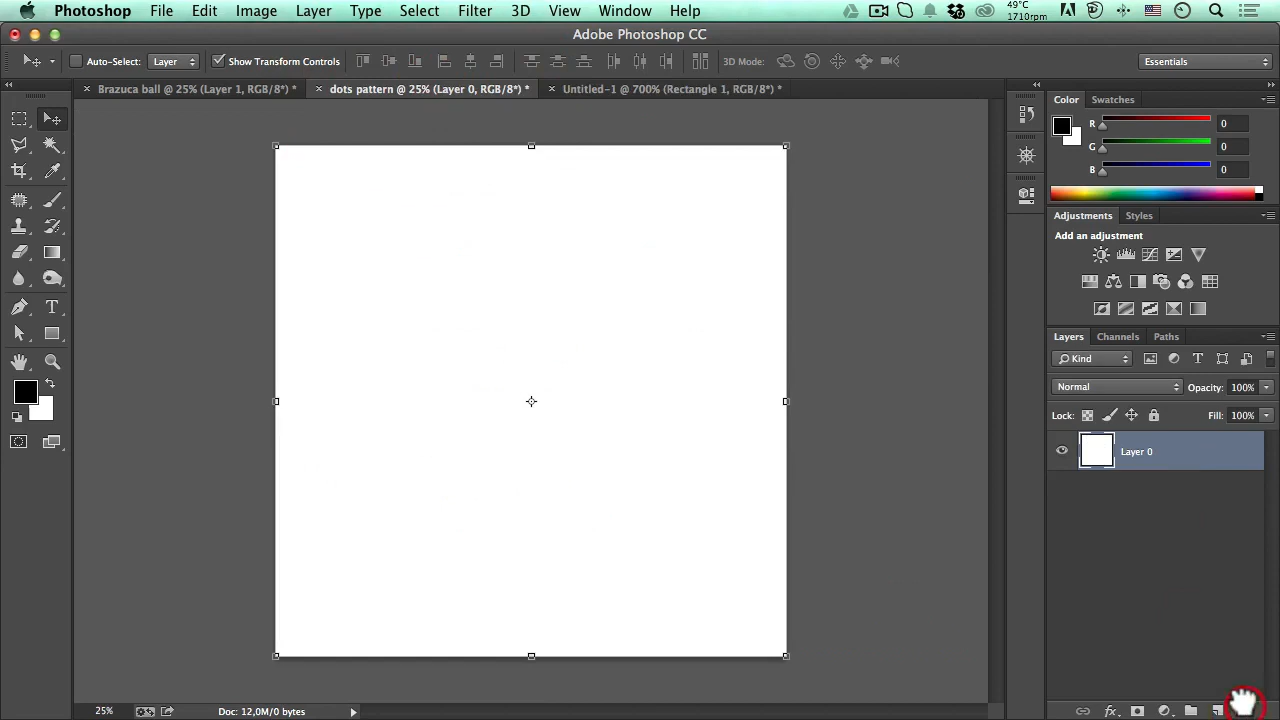 Photoshop File Edit Image Layer Type Select Filter 3D View Window Help 49°C 1710rpm
Adobe Photoshop CC
Auto-Select: Layer Show Transform Controls 3D Mode: Essentials
Brazuca ball @ 25% (Layer 1, RGB/8*) * dots pattern @ 25% (Layer 0, RGB/8*) * Untitled-1 @ 700% (Rectangle 1, RGB/8*) *
Color Swatches
R 0
G 0
B 0
Adjustments Styles
Add an adjustment
Layers Channels Paths
Kind
Normal Opacity: 100%
Lock: Fill: 100%
Layer 0
25% Doc: 12,0M/0 bytes